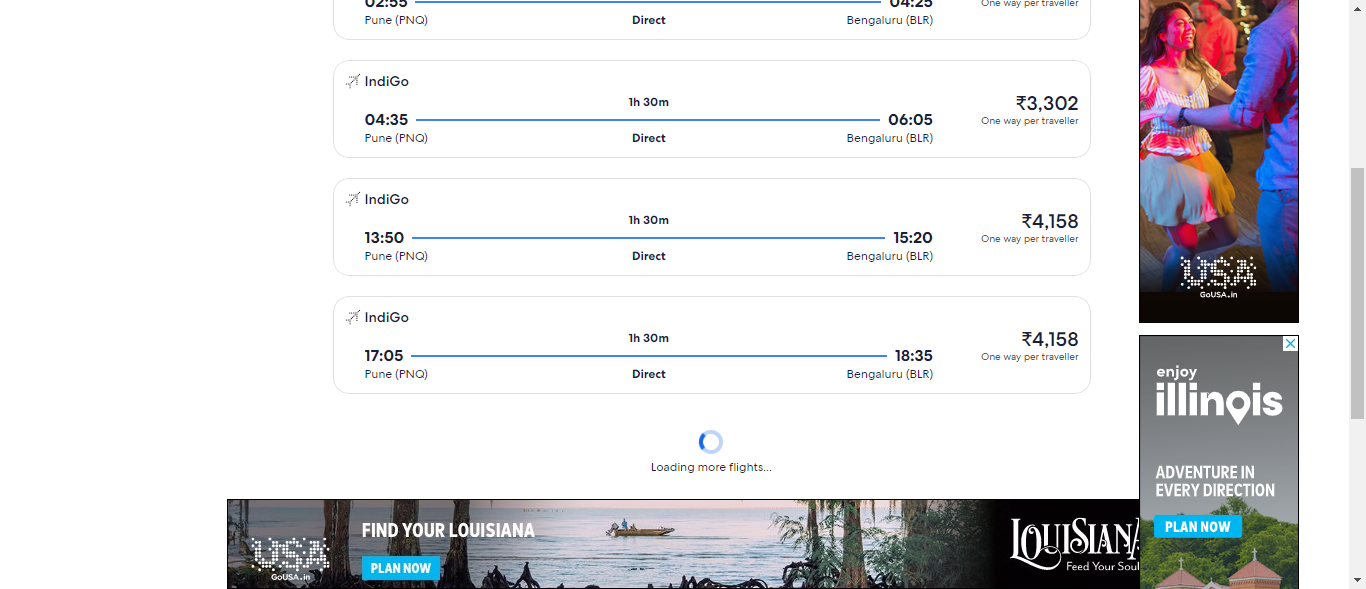 02:55
04:25
One way per traveller
Pune (PNQ)
Direct
Bengaluru (BLR)
IndiGo
1h 30m
₹3,302
04:35
06:05
One way per traveller
Pune (PNQ)
Direct
Bengaluru (BLR)
IndiGo
1h 30m
₹4,158
13:50
15:20
One way per traveller
Pune (PNQ)
Direct
Bengaluru (BLR)
IndiGo
1h 30m
₹4,158
17:05
18:35
One way per traveller
Pune (PNQ)
Direct
Bengaluru (BLR)
Loading more flights...
FIND YOUR LOUISIANA
PLAN NOW
USA
GoUSA.in
LOUISIANA
Feed Your Soul
USA
GoUSA.in
enjoy
illinois
ADVENTURE IN
EVERY DIRECTION
PLAN NOW